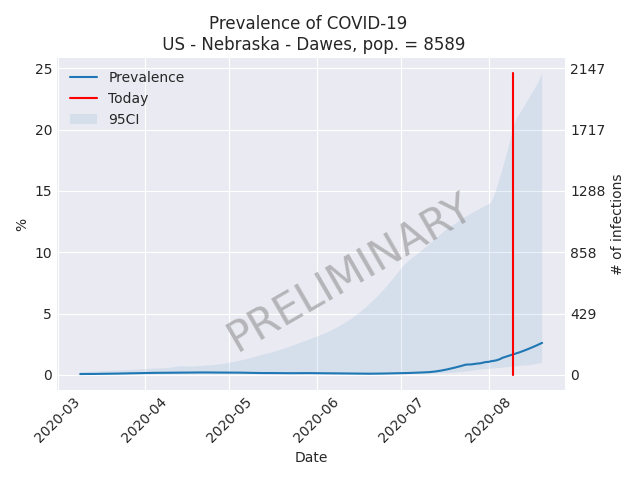 Prevalence of COVID-19
US - Nebraska - Dawes, pop. = 8589
Prevalence
Today
95CI
PRELIMINARY
25
20
15
10
5
0
%
2147
1717
1288
858
429
0
# of infections
2020-03
2020-04
2020-05
2020-06
2020-07
2020-08
Date